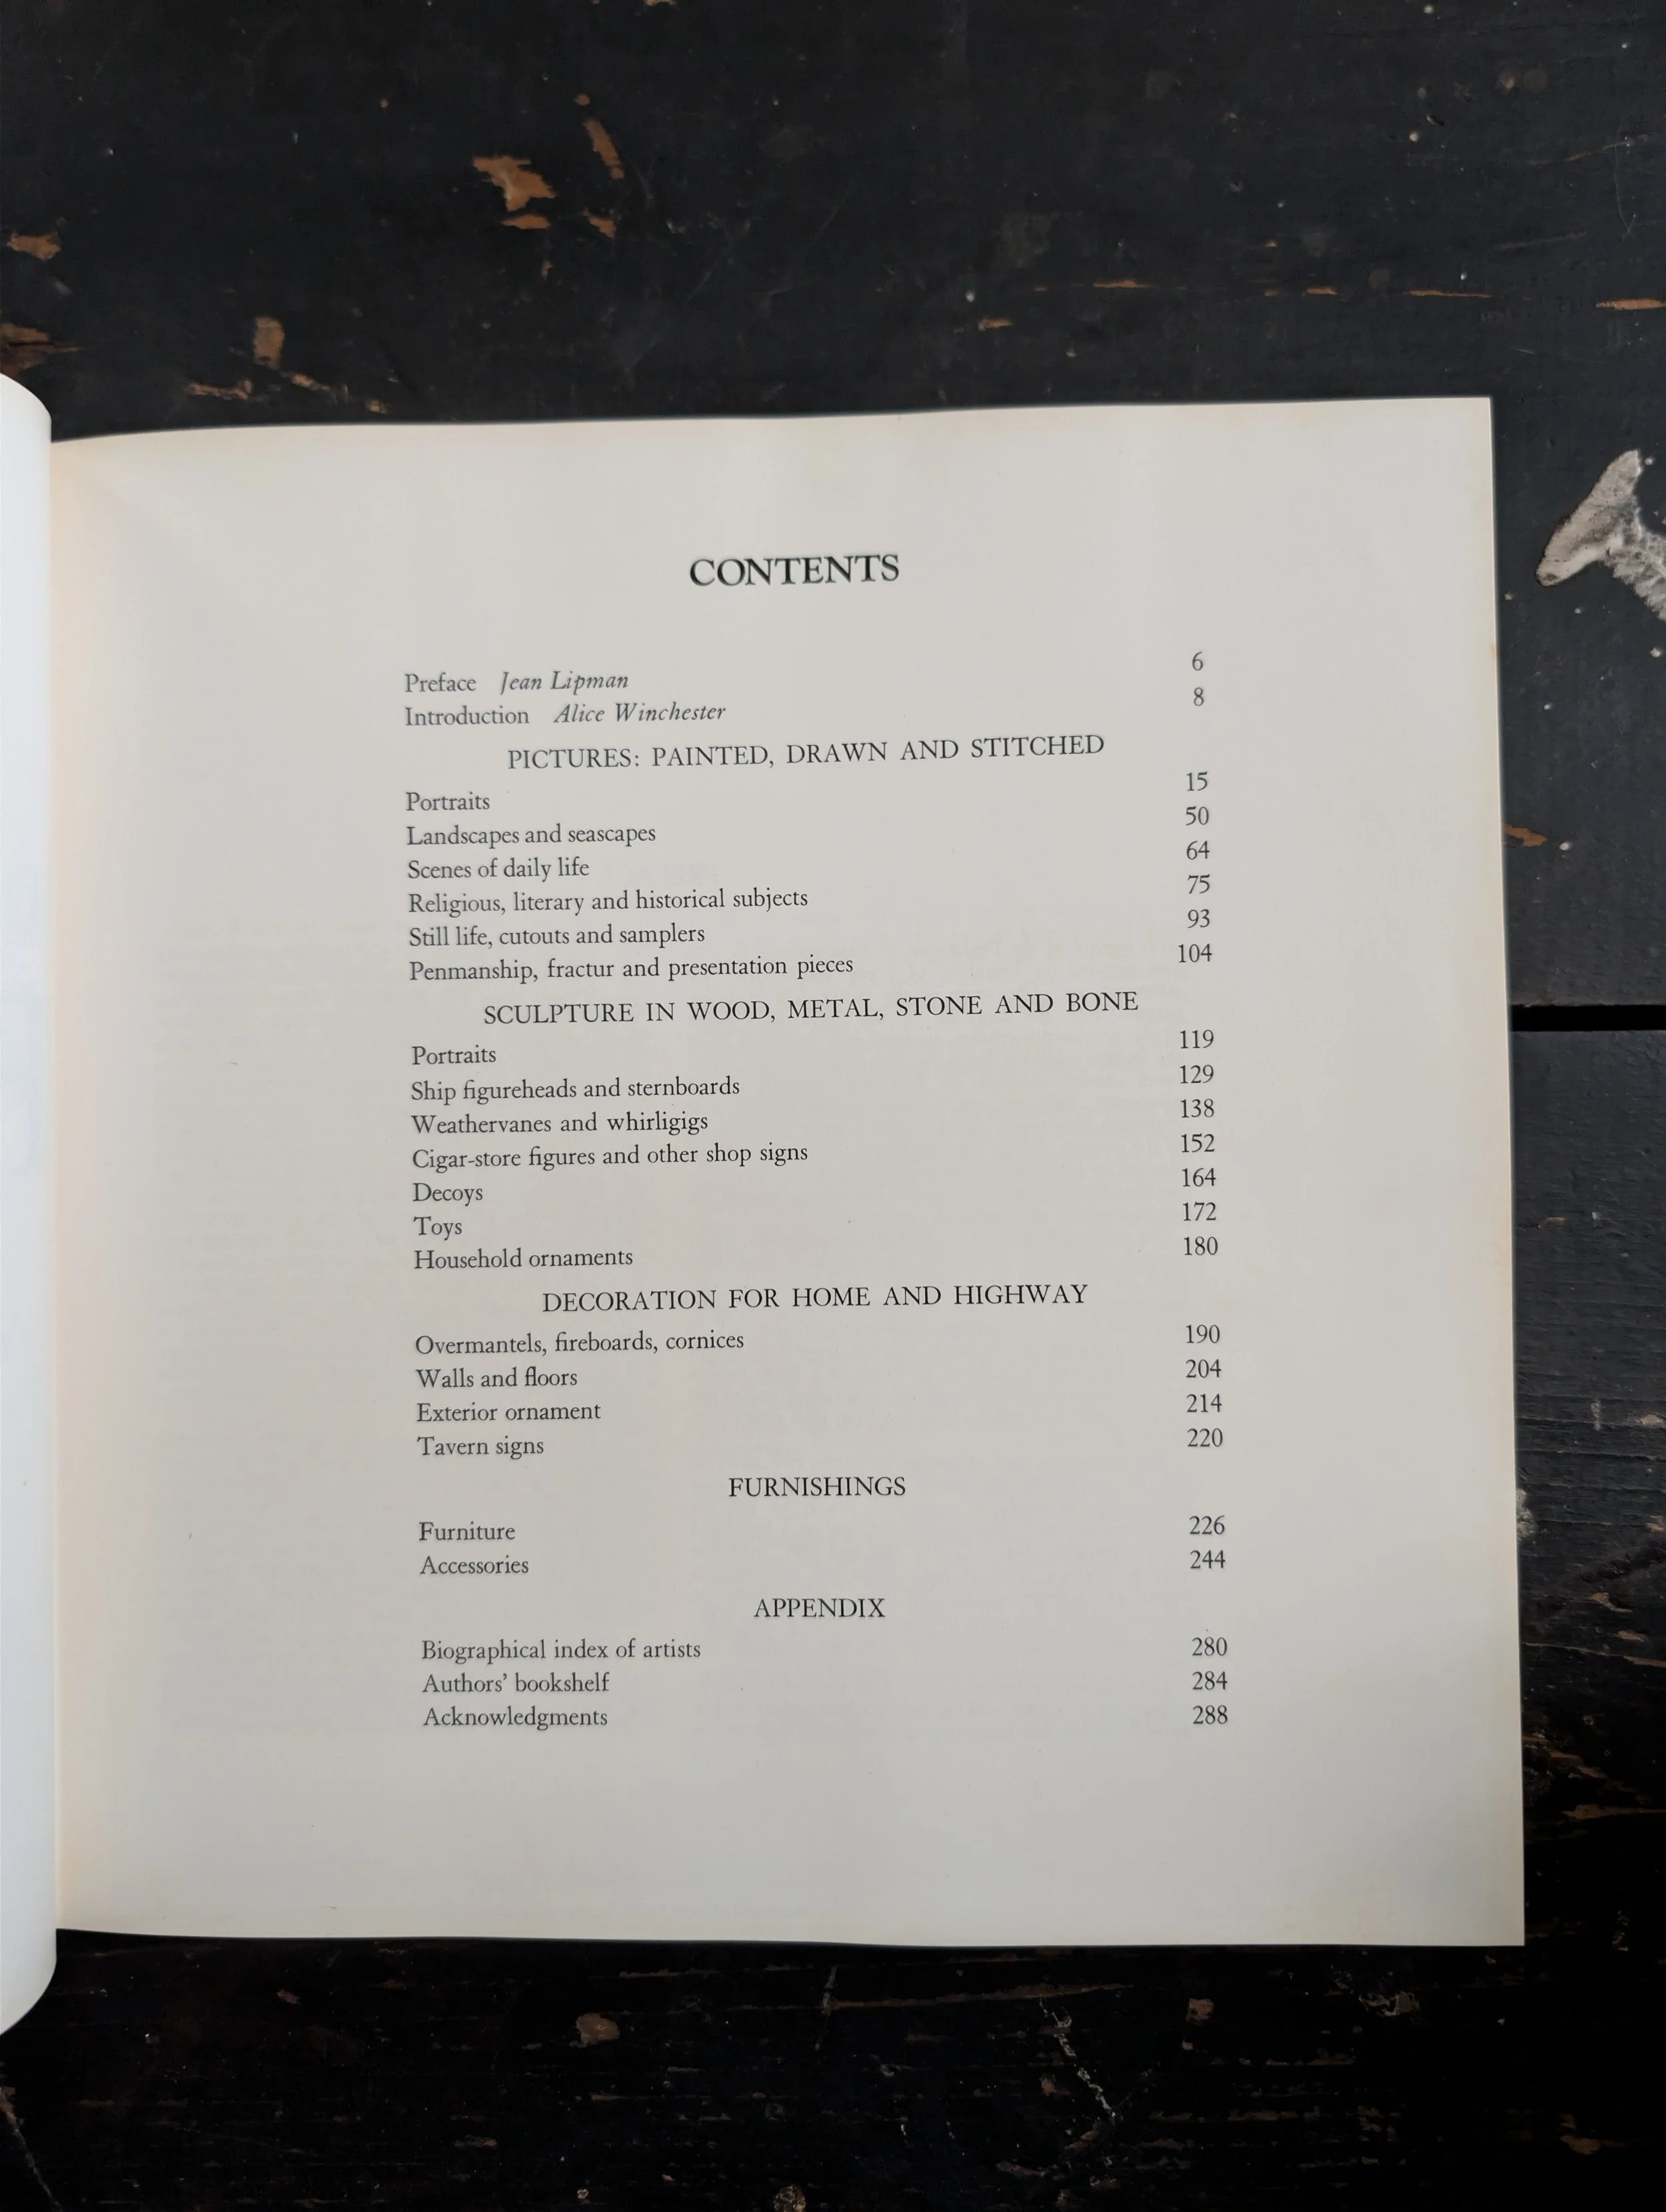 CONTENTS
Preface Jean Lipman 6
Introduction Alice Winchester 8
PICTURES: PAINTED, DRAWN AND STITCHED
Portraits 15
Landscapes and seascapes 50
Scenes of daily life 64
Religious, literary and historical subjects 75
Still life, cutouts and samplers 93
Penmanship, fractur and presentation pieces 104
SCULPTURE IN WOOD, METAL, STONE AND BONE
Portraits 119
Ship figureheads and sternboards 129
Weathervanes and whirligigs 138
Cigar-store figures and other shop signs 152
Decoys 164
Toys 172
Household ornaments 180
DECORATION FOR HOME AND HIGHWAY
Overmantels, fireboards, cornices 190
Walls and floors 204
Exterior ornament 214
Tavern signs 220
FURNISHINGS
Furniture 226
Accessories 244
APPENDIX
Biographical index of artists 280
Authors’ bookshelf 284
Acknowledgments 288